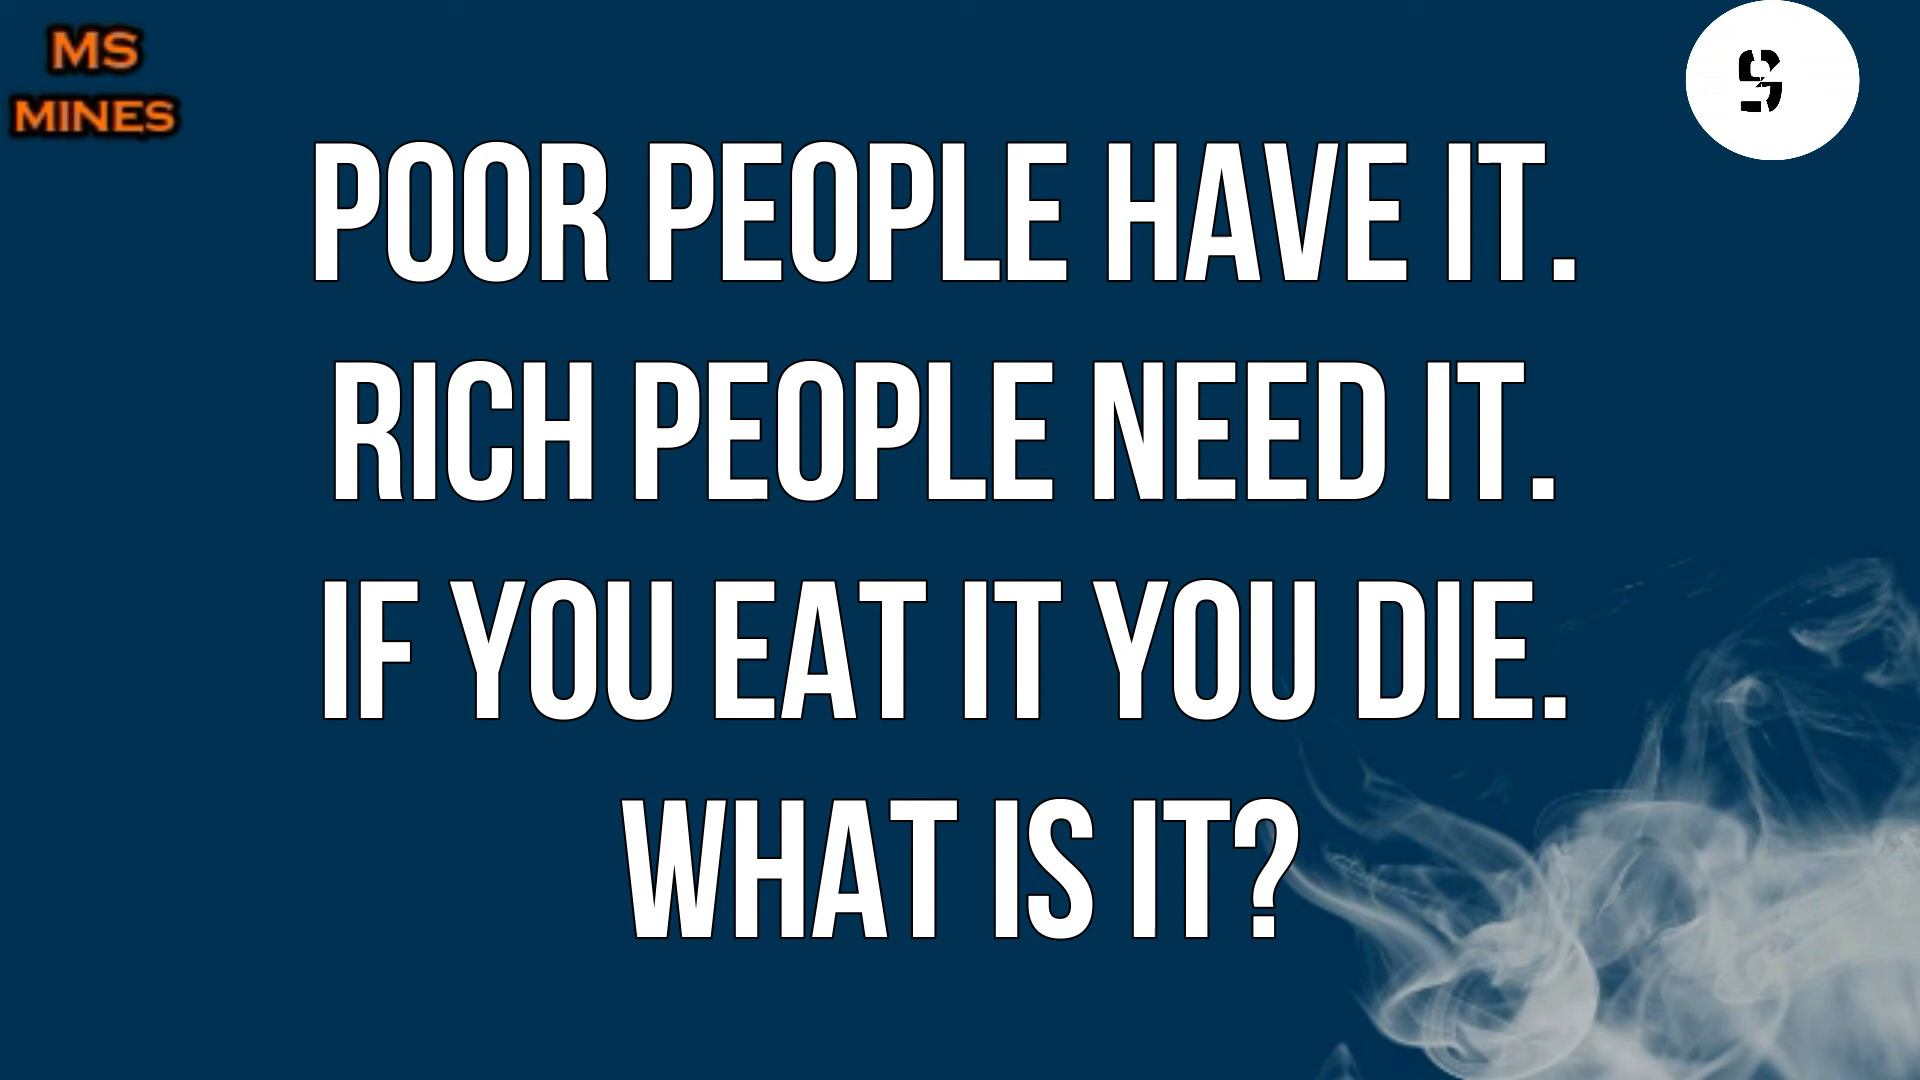 MS
MINES
POOR PEOPLE HAVE IT.
RICH PEOPLE NEED IT.
IF YOU EAT IT YOU DIE.
WHAT IS IT?